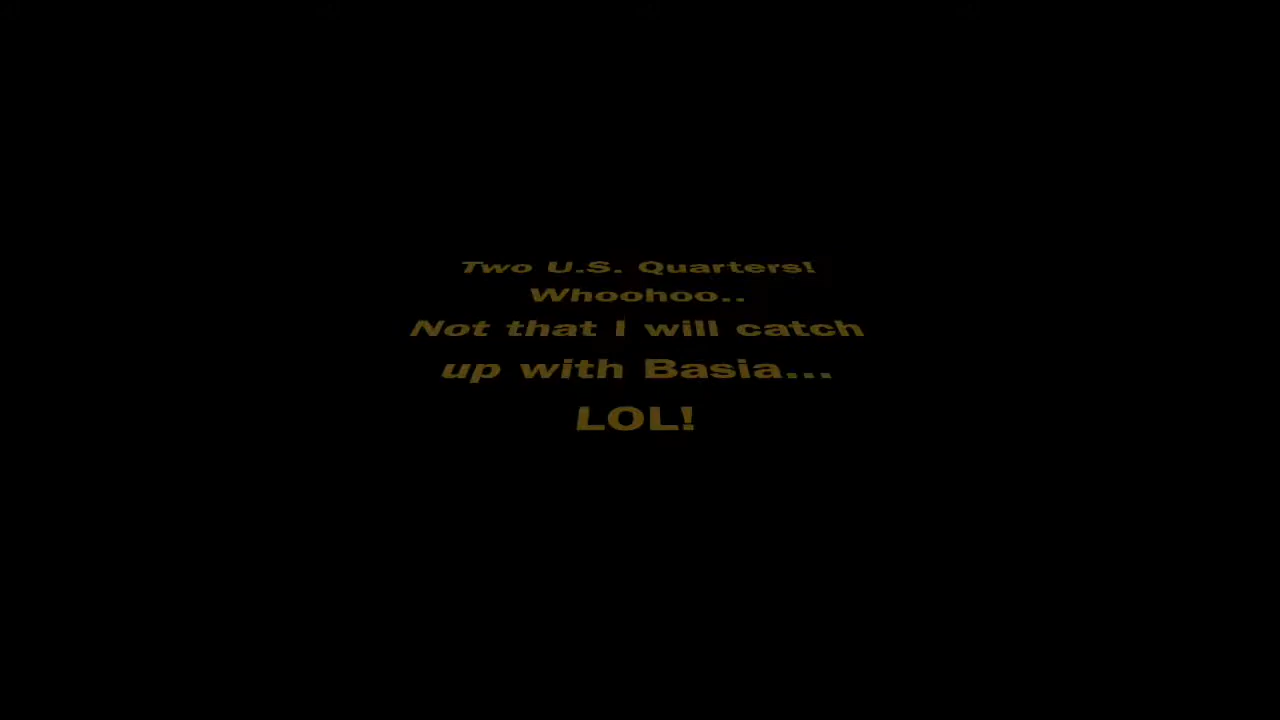 Two U.S. Quarters!
Whoohoo..
Not that I will catch
up with Basia...
LOL!